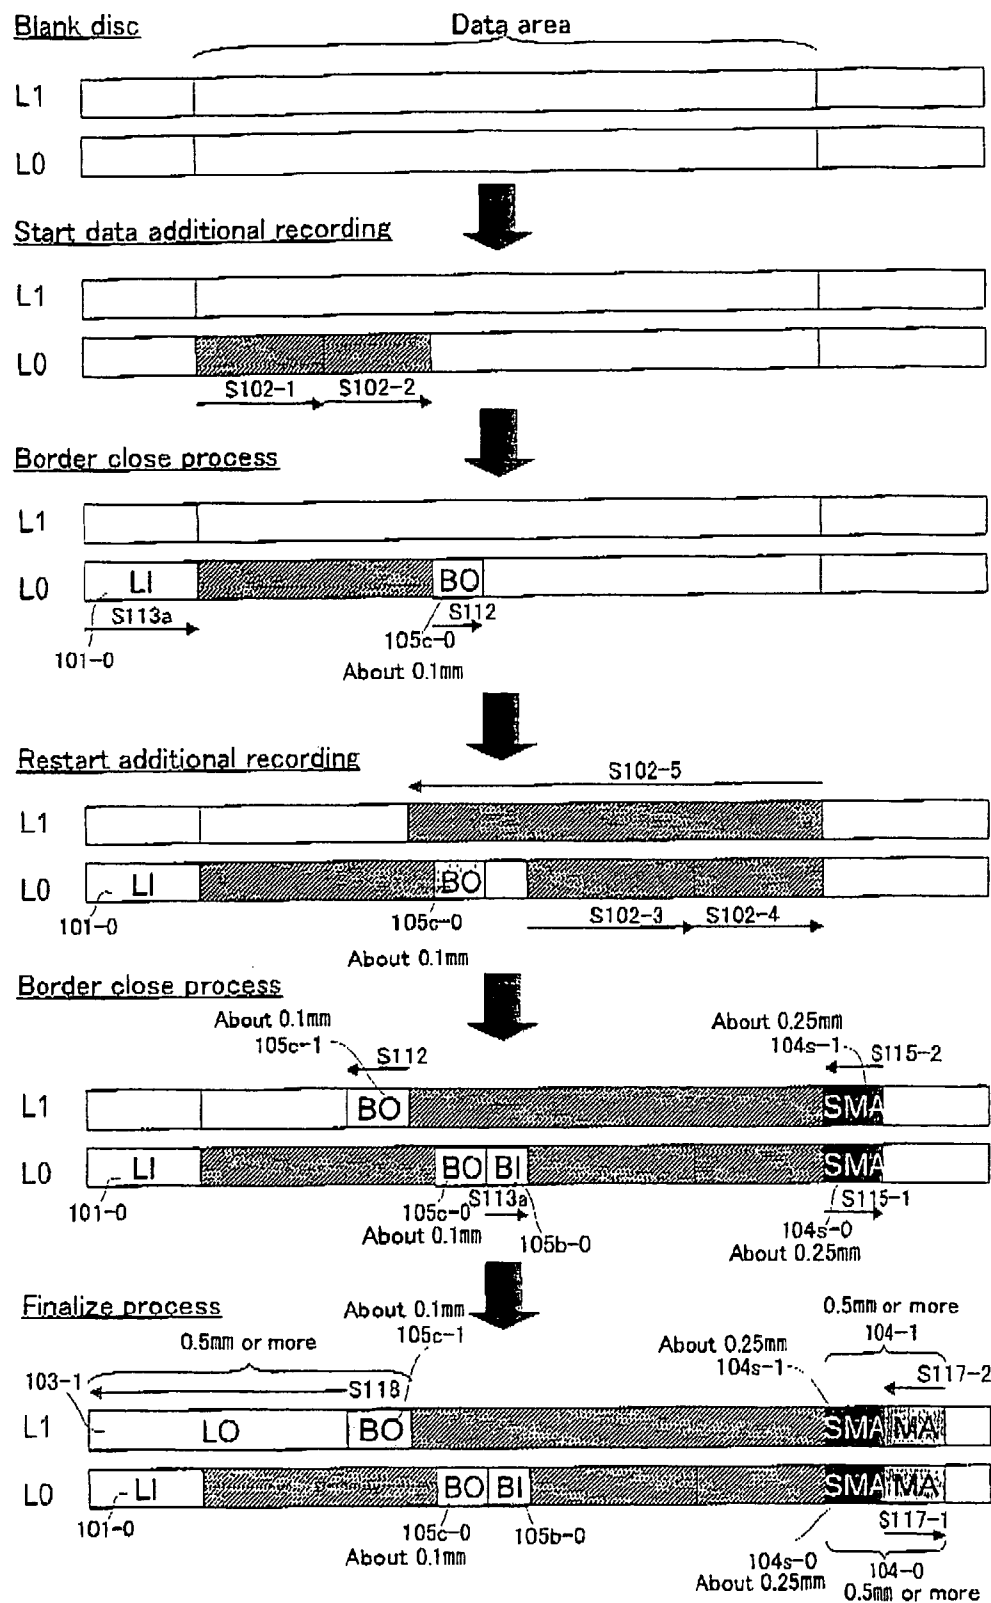 Blank disc
Data area
L1
L0
Start data additional recording
L1
L0
S102-1 S102-2
Border close process
L1
L0 LI BO
S113a S112
101-0 105c-0
About 0.1mm
Restart additional recording
S102-5
L1
L0 LI BO
101-0 105c-0 S102-3 S102-4
About 0.1mm
Border close process
About 0.1mm About 0.25mm
105c-1 S112 104s-1 S115-2
L1 BO SMA
L0 LI BO BI SMA
101-0 105c-0 S113a S115-1
About 0.1mm 105b-0 104s-0
About 0.25mm
Finalize process
About 0.1mm 0.5mm or more
0.5mm or more 105c-1 About 0.25mm 104-1
104s-1 S117-2
103-1 S118
L1 LO BO SMA MA
L0 LI BO BI SMA MA
101-0 105c-0 105b-0 S117-1
About 0.1mm 104s-0 104-0
About 0.25mm 0.5mm or more